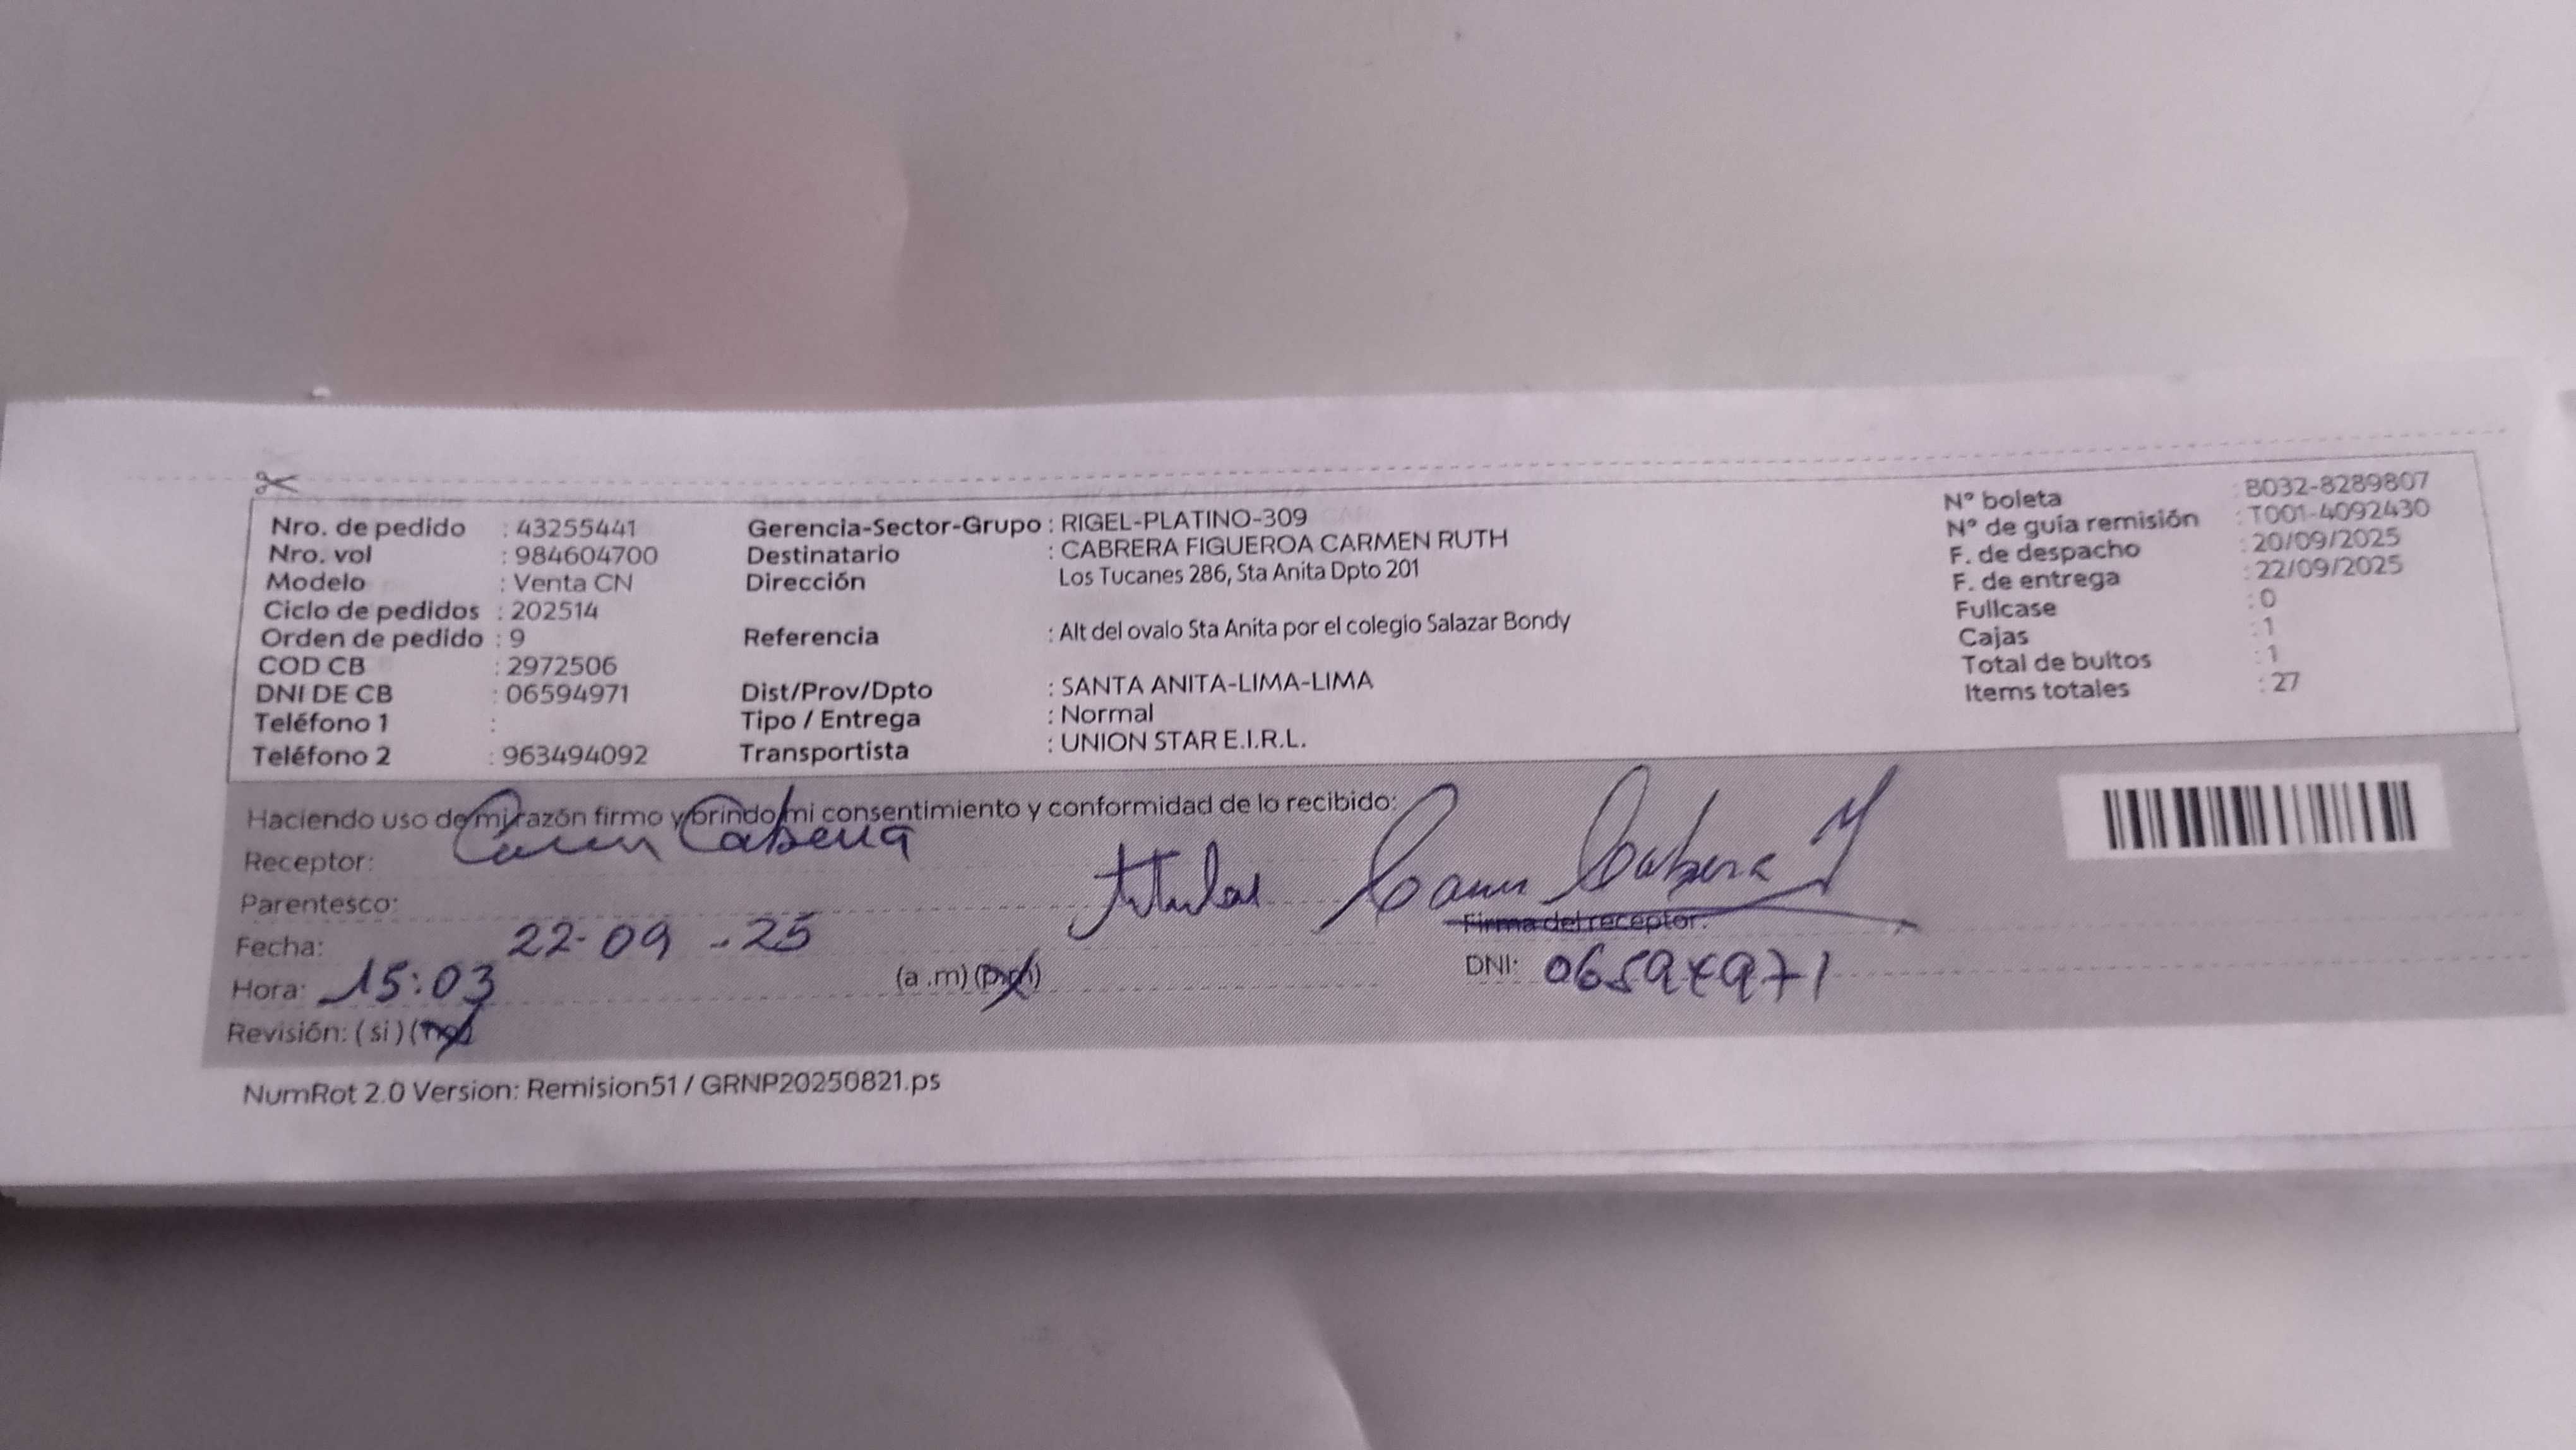 Nro. de pedido : 43255441
Nro. vol : 984604700
Modelo : Venta CN
Ciclo de pedidos : 202514
Orden de pedido : 9
COD CB : 2972506
DNI DE CB : 06594971
Teléfono 1 :
Teléfono 2 : 963494092
Gerencia-Sector-Grupo : RIGEL-PLATINO-309
Destinatario : CABRERA FIGUEROA CARMEN RUTH
Dirección Los Tucanes 286, Sta Anita Dpto 201
Referencia : Alt del ovalo Sta Anita por el colegio Salazar Bondy
Dist/Prov/Dpto : SANTA ANITA-LIMA-LIMA
Tipo / Entrega : Normal
Transportista : UNION STAR E.I.R.L.
N° boleta : B032-8289807
N° de guía remisión : T001-4092430
F. de despacho : 20/09/2025
F. de entrega : 22/09/2025
Fullcase : 0
Cajas : 1
Total de bultos : 1
Items totales : 27
Haciendo uso de mi razón firmo y brindo mi consentimiento y conformidad de lo recibido:
Receptor: Carmen Cabrera
Parentesco: titular
Fecha: 22-09-25
Hora: 15:03 (a.m) (p.m)
Revisión: (si) (no)
Carmen Cabrera
Firma del receptor:
DNI: 06594971
NumRot 2.0 Version: Remision51 / GRNP20250821.ps